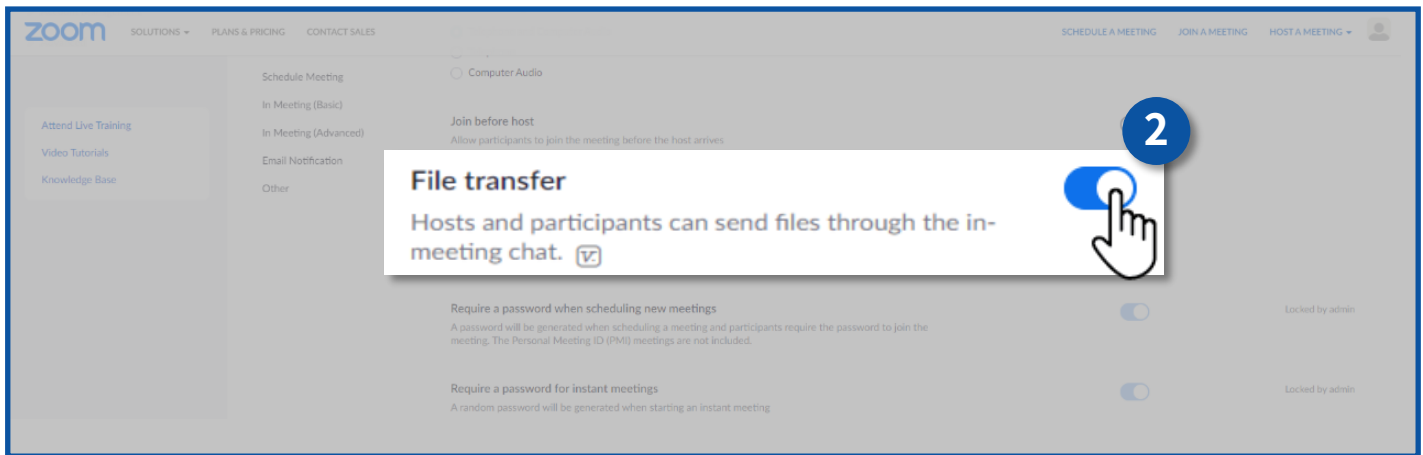 zoom SOLUTIONS PLANS & PRICING CONTACT SALES SCHEDULE A MEETING JOIN A MEETING HOST A MEETING
Computer Audio
Schedule Meeting
In Meeting (Basic)
In Meeting (Advanced)
Email Notification
Other
Attend Live Training
Video Tutorials
Knowledge Base
Join before host
Allow participants to join the meeting before the host arrives
2
File transfer
Hosts and participants can send files through the in-
meeting chat.
Require a password when scheduling new meetings
Locked by admin
A password will be generated when scheduling a meeting and participants require the password to join the
meeting. The Personal Meeting ID (PMI) meetings are not included.
Require a password for instant meetings
Locked by admin
A random password will be generated when starting an instant meeting